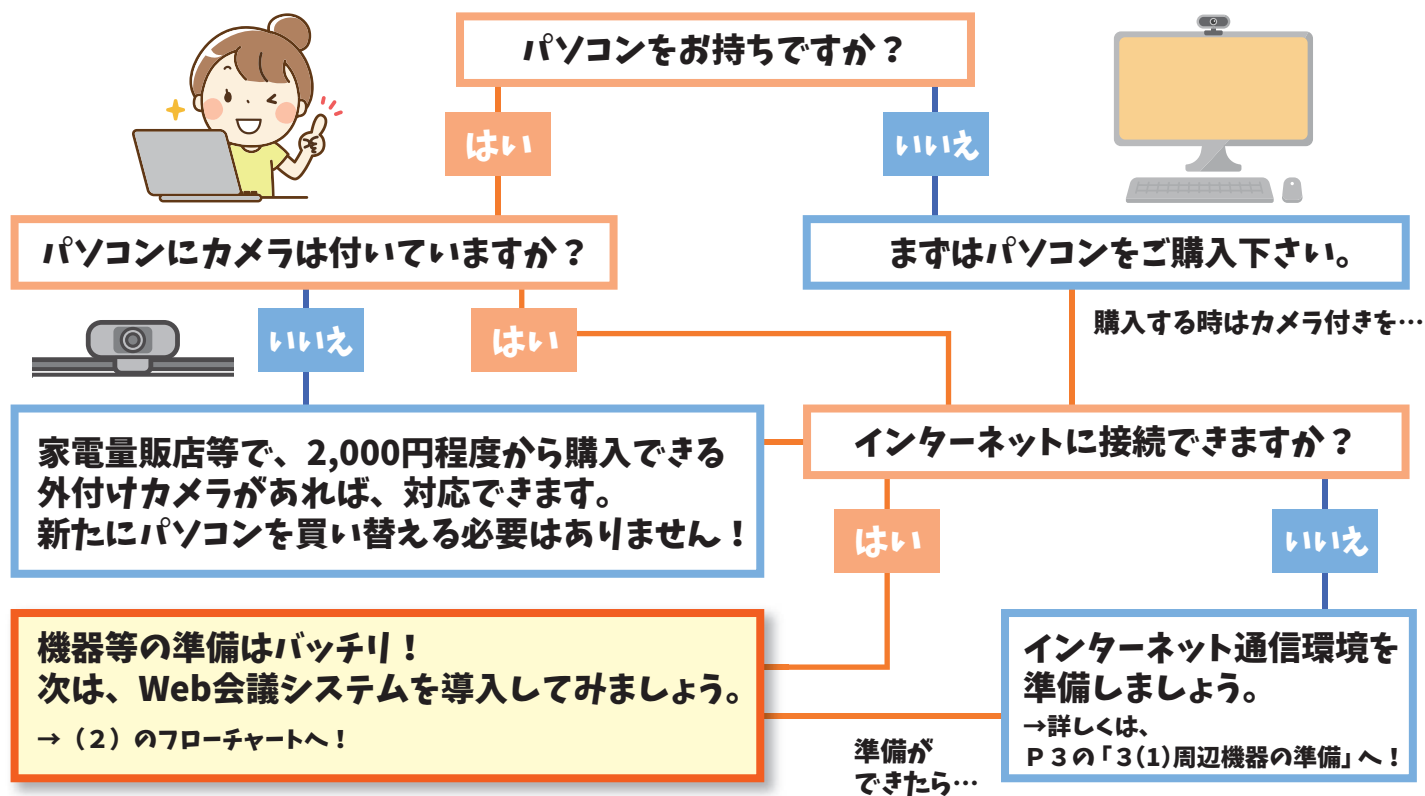 パソコンをお持ちですか？
はい
いいえ
パソコンにカメラは付いていますか？
まずはパソコンをご購入下さい。
いいえ
はい
購入する時はカメラ付きを…
家電量販店等で、2,000円程度から購入できる
外付けカメラがあれば、対応できます。
新たにパソコンを買い替える必要はありません！
インターネットに接続できますか？
はい
いいえ
機器等の準備はバッチリ！
次は、Web会議システムを導入してみましょう。
→（２）のフローチャートへ！
インターネット通信環境を
準備しましょう。
→詳しくは、
Ｐ３の「３(1)周辺機器の準備」へ！
準備が
できたら…